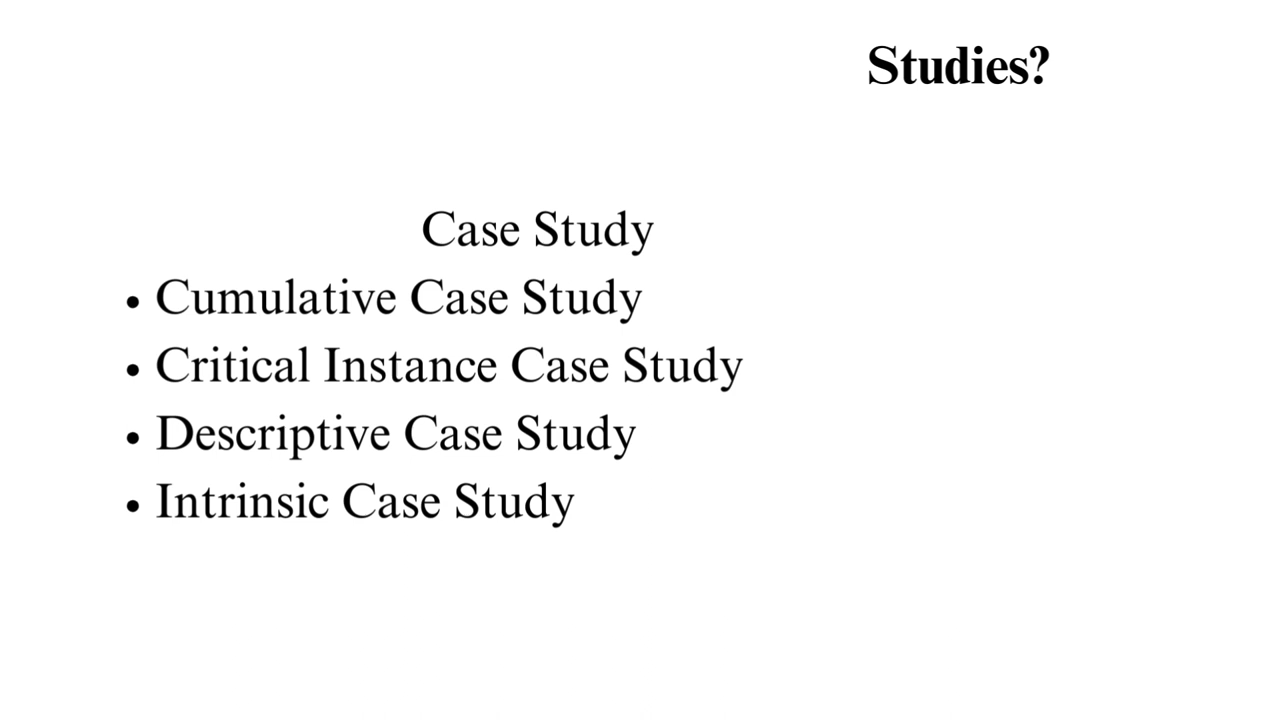 Studies?
Case Study
• Cumulative Case Study
• Critical Instance Case Study
• Descriptive Case Study
• Intrinsic Case Study